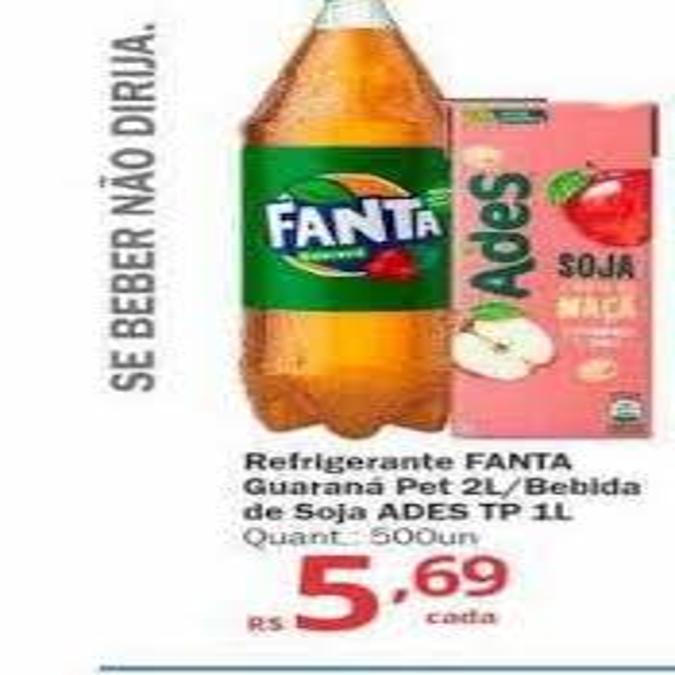 SE BEBER NÃO DIRIJA.
FANTA
Guaraná
AdeS
SOJA
MAÇÃ
Refrigerante FANTA
Guaraná Pet 2L/Bebida
de Soja ADES TP 1L
Quant.: 500un
R$ 5,69
cada